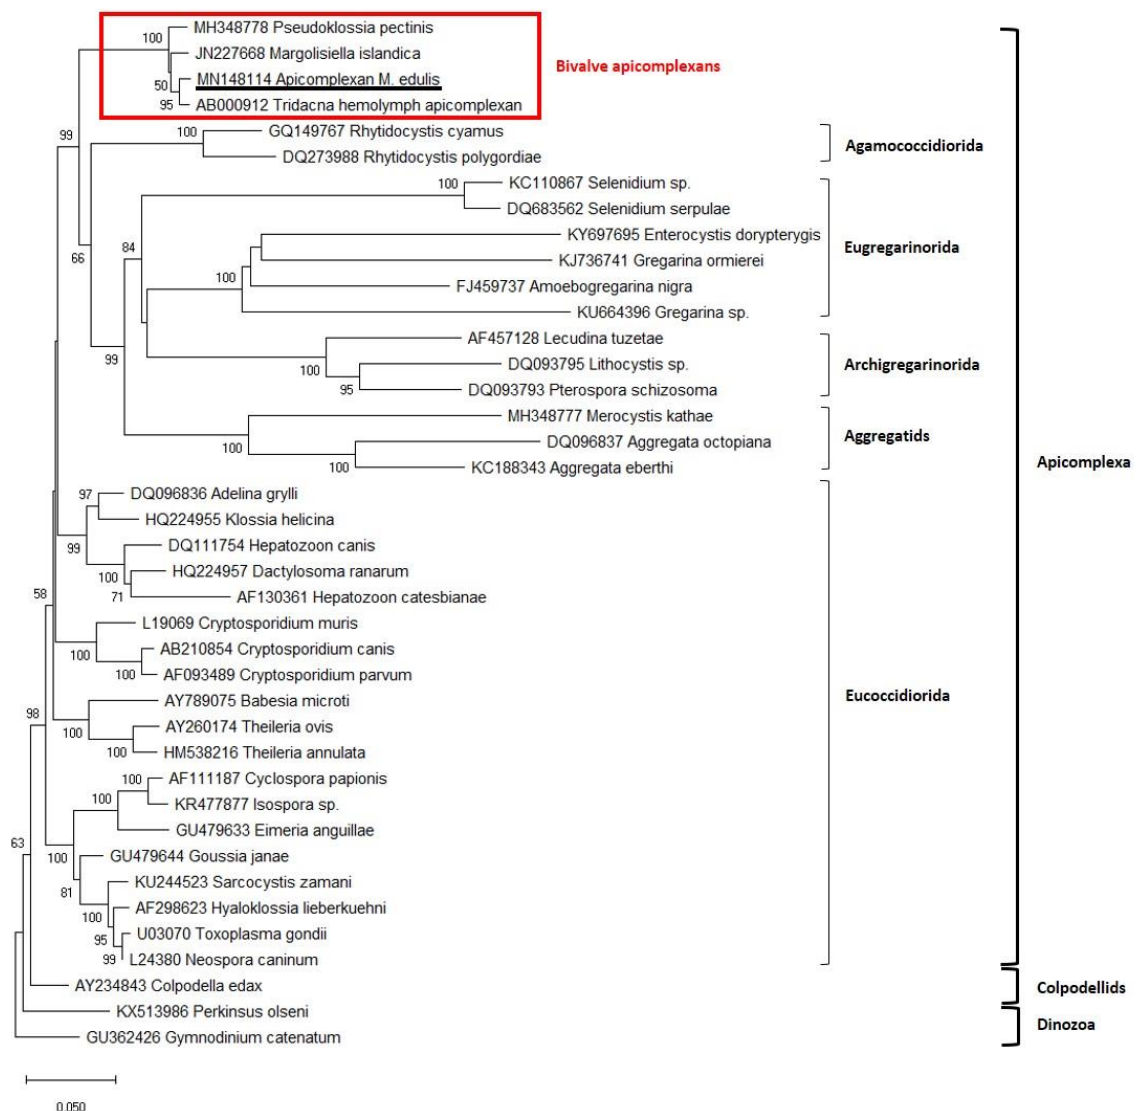 MH348778 Pseudoklossia pectinis
100
JN227668 Margolisiella islandica
Bivalve apicomplexans
MN148114 Apicomplexan M. edulis
50
95
AB000912 Tridacna hemolymph apicomplexan
99
100
GQ149767 Rhytidocystis cyamus
Agamococcidiorida
DQ273988 Rhytidocystis polygordiae
100
KC110867 Selenidium sp.
DQ683562 Selenidium serpulae
KY697695 Enterocystis dorypterygis
84
Eugregarinorida
66
KJ736741 Gregarina ormierei
100
FJ459737 Amoebogregarina nigra
KU664396 Gregarina sp.
AF457128 Lecudina tuzetae
99
DQ093795 Lithocystis sp.
Archigregarinorida
100
95
DQ093793 Pterospora schizosoma
MH348777 Merocystis kathae
DQ096837 Aggregata octopiana
Aggregatids
100
100
KC188343 Aggregata eberthi
Apicomplexa
97
DQ096836 Adelina grylli
HQ224955 Klossia helicina
99
DQ111754 Hepatozoon canis
HQ224957 Dactylosoma ranarum
100
71
AF130361 Hepatozoon catesbianae
58
L19069 Cryptosporidium muris
AB210854 Cryptosporidium canis
100
100
AF093489 Cryptosporidium parvum
AY789075 Babesia microti
Eucoccidiorida
98
AY260174 Theileria ovis
100
100
HM538216 Theileria annulata
100
AF111187 Cyclospora papionis
100
KR477877 Isospora sp.
GU479633 Eimeria anguillae
63
100
GU479644 Goussia janae
KU244523 Sarcocystis zamani
81
AF298623 Hyaloklossia lieberkuehni
100
U03070 Toxoplasma gondii
95
99
L24380 Neospora caninum
AY234843 Colpodella edax
Colpodellids
KX513986 Perkinsus olseni
Dinozoa
GU362426 Gymnodinium catenatum
0.050